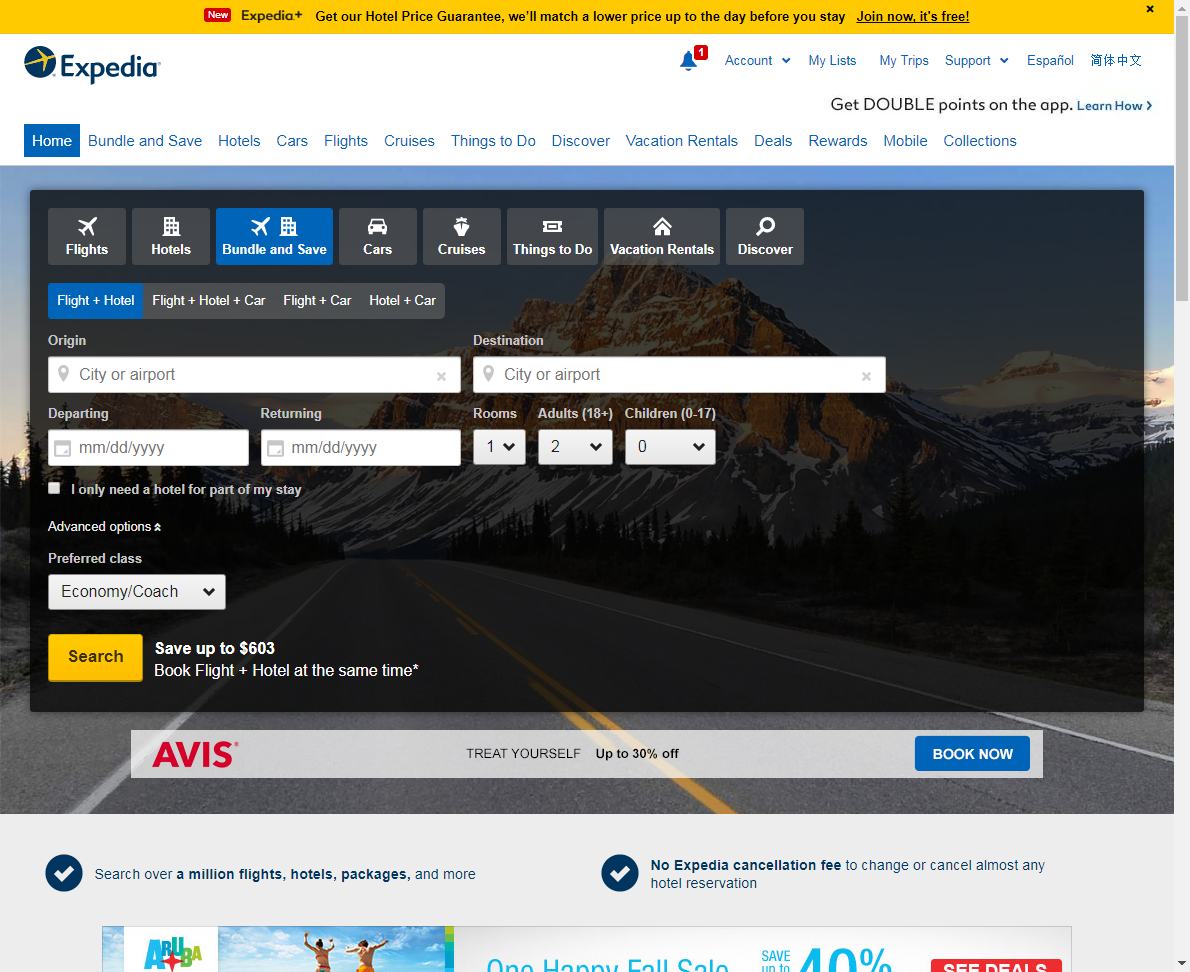 New Expedia+ Get our Hotel Price Guarantee, we'll match a lower price up to the day before you stay Join now, it's free! ×
Expedia
1 Account My Lists My Trips Support Español 简体中文
Get DOUBLE points on the app. Learn How
Home Bundle and Save Hotels Cars Flights Cruises Things to Do Discover Vacation Rentals Deals Rewards Mobile Collections
Flights Hotels Bundle and Save Cars Cruises Things to Do Vacation Rentals Discover
Flight + Hotel Flight + Hotel + Car Flight + Car Hotel + Car
Origin Destination
City or airport × City or airport ×
Departing Returning Rooms Adults (18+) Children (0-17)
mm/dd/yyyy mm/dd/yyyy 1 2 0
I only need a hotel for part of my stay
Advanced options
Preferred class
Economy/Coach
Search
Save up to $603
Book Flight + Hotel at the same time*
AVIS® TREAT YOURSELF Up to 30% off BOOK NOW
Search over a million flights, hotels, packages, and more
No Expedia cancellation fee to change or cancel almost any
hotel reservation
ARUBA
One Happy Fall Sale
SAVE
up to 40%
SEE DEALS